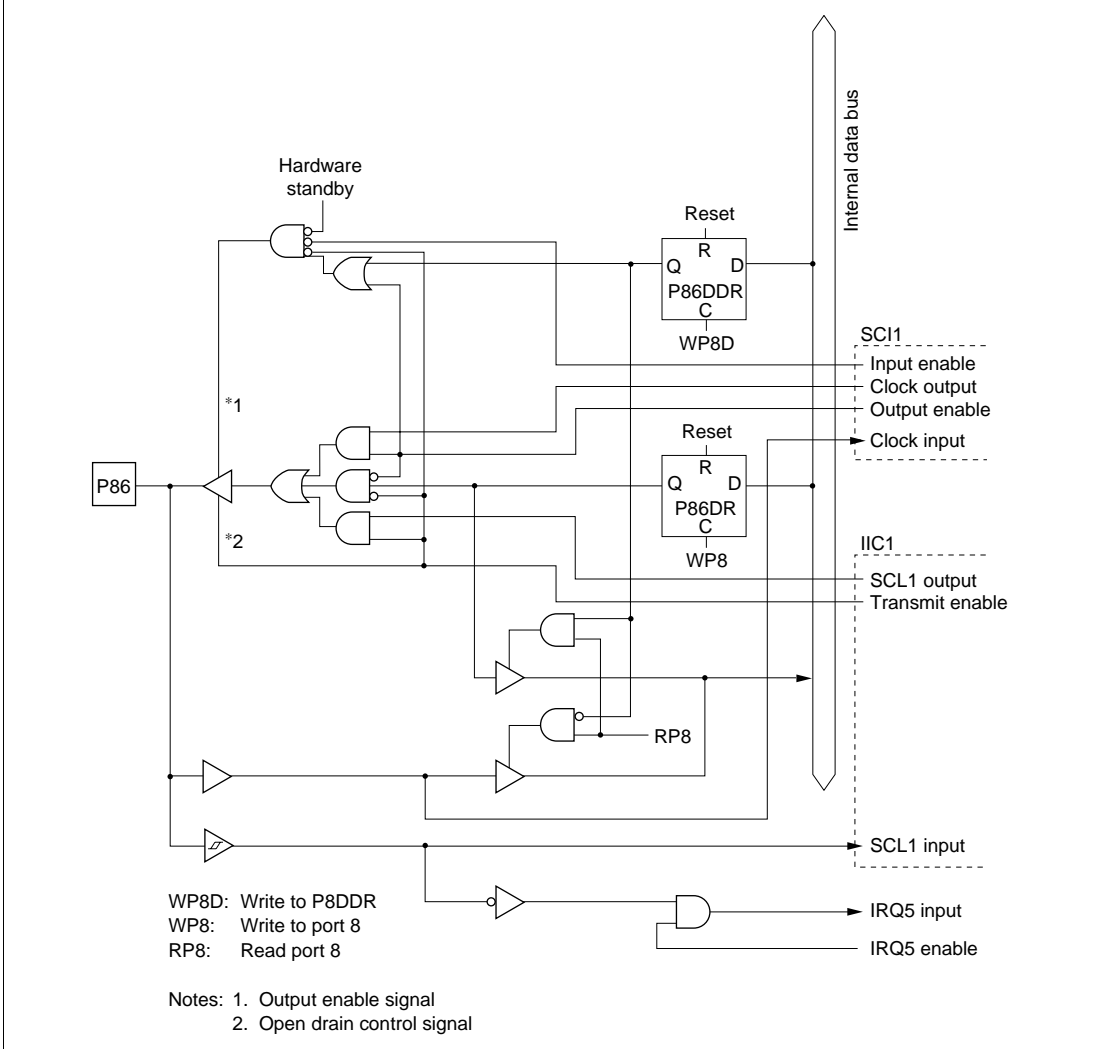 Internal data bus
Hardware
standby
Reset
R
Q D
P86DDR
C
WP8D
SCI1
Input enable
Clock output
Output enable
Clock input
*1
Reset
R
P86
Q D
P86DR
C
WP8
*2
IIC1
SCL1 output
Transmit enable
RP8
SCL1 input
WP8D: Write to P8DDR
WP8: Write to port 8
RP8: Read port 8
IRQ5 input
IRQ5 enable
Notes: 1. Output enable signal
2. Open drain control signal